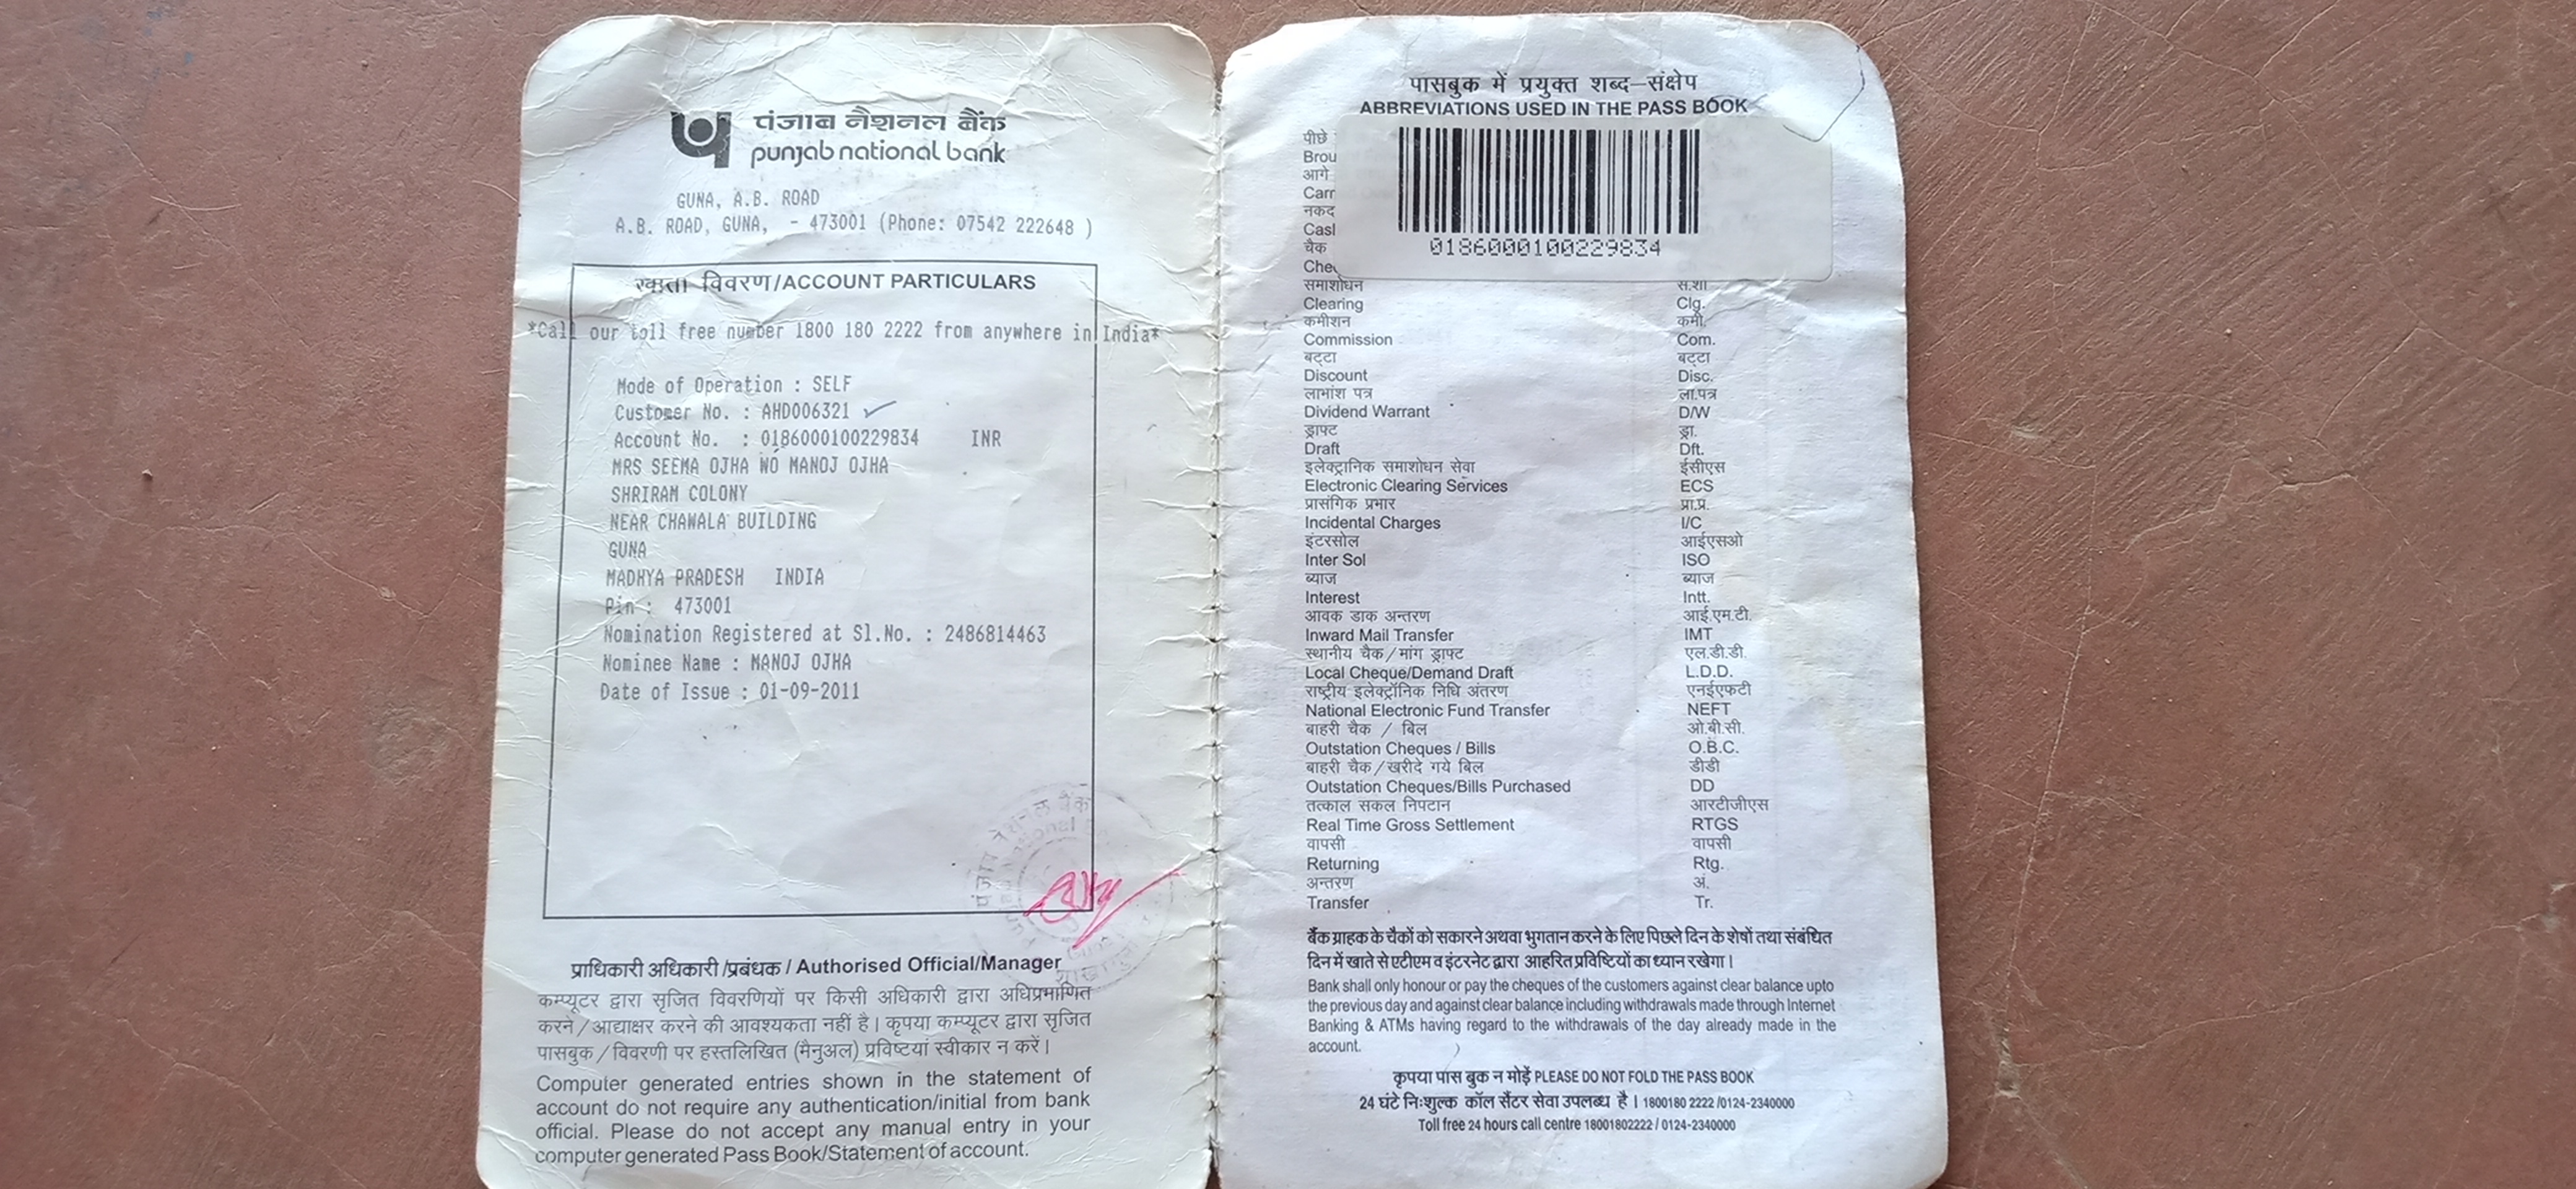 पंजाब नैशनल बैंक
punjab national bank
GUNA, A.B. ROAD
A.B. ROAD, GUNA, - 473001 (Phone: 07542 222648 )
खाता विवरण/ACCOUNT PARTICULARS
*Call our toll free number 1800 180 2222 from anywhere in India*
Mode of Operation : SELF
Customer No. : AHD006321
Account No. : 0186000100229834 INR
MRS SEEMA OJHA WO MANOJ OJHA
SHRIRAM COLONY
NEAR CHAWALA BUILDING
GUNA
MADHYA PRADESH INDIA
Pin : 473001
Nomination Registered at Sl.No. : 2486814463
Nominee Name : MANOJ OJHA
Date of Issue : 01-09-2011
प्राधिकारी अधिकारी/प्रबंधक / Authorised Official/Manager
कम्प्यूटर द्वारा सृजित विवरणियों पर किसी अधिकारी द्वारा अधिप्रमाणित
करने/आद्याक्षर करने की आवश्यकता नहीं है। कृपया कम्प्यूटर द्वारा सृजित
पासबुक/विवरणी पर हस्तलिखित (मैनुअल) प्रविष्टियां स्वीकार न करें।
Computer generated entries shown in the statement of
account do not require any authentication/initial from bank
official. Please do not accept any manual entry in your
computer generated Pass Book/Statement of account.
पासबुक में प्रयुक्त शब्द-संक्षेप
ABBREVIATIONS USED IN THE PASS BOOK
पीछे
Brou
आगे
Carr
नकद
Casl
चैक
Chec
0186000100229834
समाशोधन स.शो
Clearing Clg.
कमीशन कमी.
Commission Com.
बट्टा बट्टा
Discount Disc.
लाभांश पत्र ला.पत्र
Dividend Warrant D/W
ड्राफ्ट ड्रा.
Draft Dft.
इलेक्ट्रानिक समाशोधन सेवा ईसीएस
Electronic Clearing Services ECS
प्रासंगिक प्रभार प्रा.प्र.
Incidental Charges I/C
इंटरसोल आईएसओ
Inter Sol ISO
ब्याज ब्याज
Interest Intt.
आवक डाक अन्तरण आई.एम.टी.
Inward Mail Transfer IMT
स्थानीय चैक/मांग ड्राफ्ट एल.डी.डी.
Local Cheque/Demand Draft L.D.D.
राष्ट्रीय इलेक्ट्रॉनिक निधि अंतरण एनईएफटी
National Electronic Fund Transfer NEFT
बाहरी चैक / बिल ओ.बी.सी.
Outstation Cheques / Bills O.B.C.
बाहरी चैक/खरीदे गये बिल डीडी
Outstation Cheques/Bills Purchased DD
तत्काल सकल निपटान आरटीजीएस
Real Time Gross Settlement RTGS
वापसी वापसी
Returning Rtg.
अन्तरण अं.
Transfer Tr.
बैंक ग्राहक के चैकों को सकारने अथवा भुगतान करने के लिए पिछले दिन के शेषों तथा संबंधित
दिन में खाते से एटीएम व इंटरनेट द्वारा आहरित प्रविष्टियों का ध्यान रखेगा।
Bank shall only honour or pay the cheques of the customers against clear balance upto
the previous day and against clear balance including withdrawals made through Internet
Banking & ATMs having regard to the withdrawals of the day already made in the
account.
कृपया पास बुक न मोड़ें PLEASE DO NOT FOLD THE PASS BOOK
24 घंटे निःशुल्क कॉल सैंटर सेवा उपलब्ध है। 1800180 2222 /0124-2340000
Toll free 24 hours call centre 18001802222 / 0124-2340000